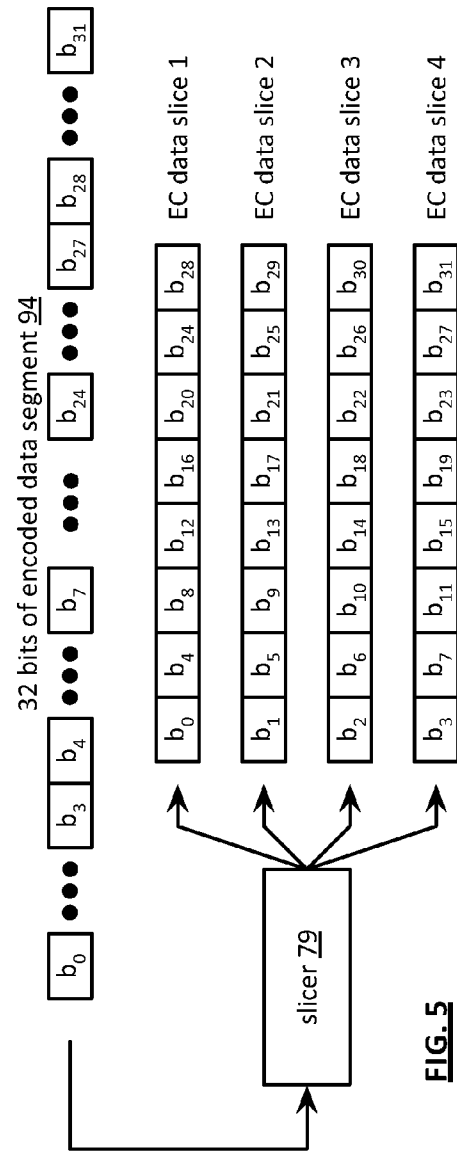 32 bits of encoded data segment 94
b0 ●●● b3 b4 ●●● b7 ●●● b24 ●●● b27 b28 ●●● b31
b0 b4 b8 b12 b16 b20 b24 b28 EC data slice 1
b1 b5 b9 b13 b17 b21 b25 b29 EC data slice 2
b2 b6 b10 b14 b18 b22 b26 b30 EC data slice 3
b3 b7 b11 b15 b19 b23 b27 b31 EC data slice 4
slicer 79
FIG. 5